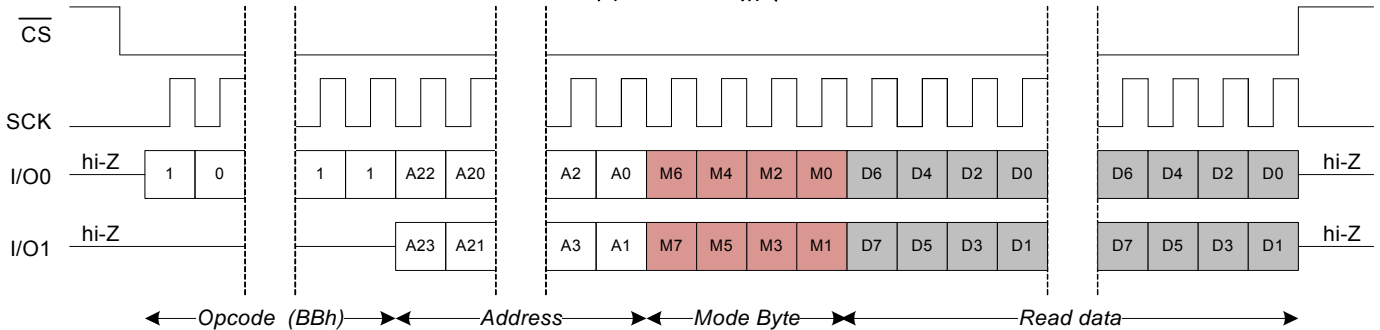 CS
SCK
hi-Z
I/O0
1 0 1 1 A22 A20 A2 A0 M6 M4 M2 M0 D6 D4 D2 D0 D6 D4 D2 D0
hi-Z
hi-Z
I/O1
A23 A21 A3 A1 M7 M5 M3 M1 D7 D5 D3 D1 D7 D5 D3 D1
hi-Z
Opcode (BBh) Address Mode Byte Read data